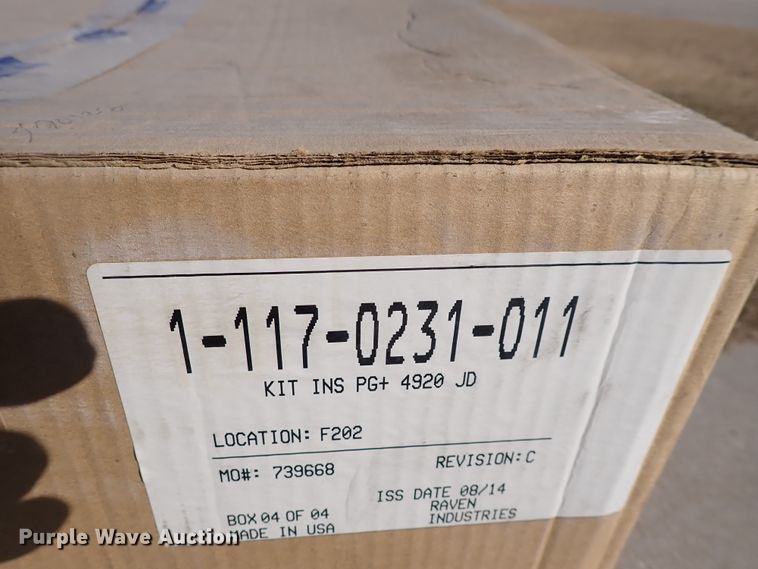 1-117-0231-011
KIT INS PG+ 4920 JD
LOCATION: F202
MO#: 739668 REVISION: C
ISS DATE 08/14
BOX 04 OF 04 RAVEN
MADE IN USA INDUSTRIES
Purple Wave Auction